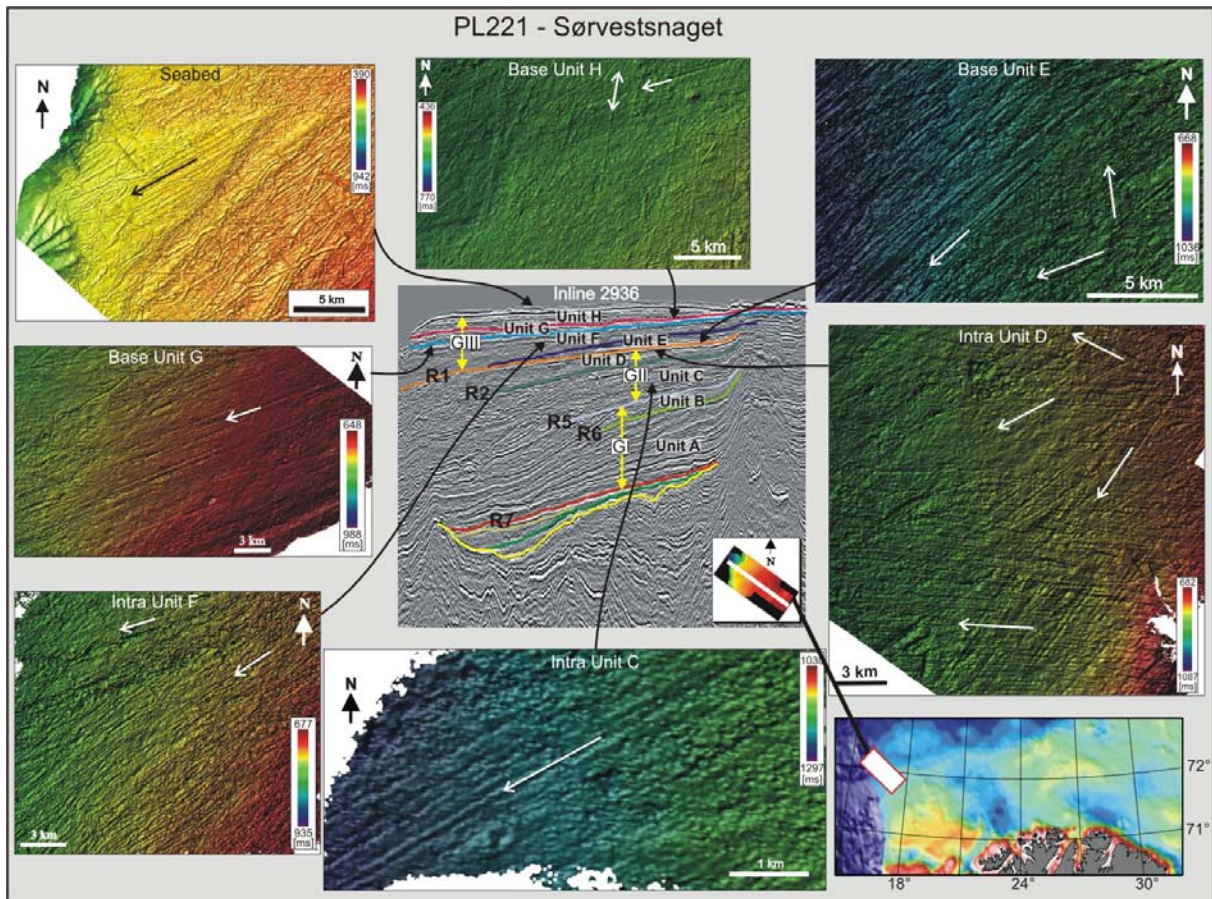 PL221 - Sørvestsnaget
Seabed
N
390
942
[ms]
5 km
Base Unit H
N
436
770
[ms]
5 km
Base Unit E
N
668
1036
[ms]
5 km
Inline 2936
Unit H
Unit G
Unit F
Unit E
GIII
Unit D
R1
R2
GII
Unit C
Unit B
R5
R6
GI
Unit A
R7
N
Base Unit G
N
648
988
[ms]
3 km
Intra Unit D
N
682
1087
[ms]
3 km
Intra Unit F
N
677
935
[ms]
3 km
Intra Unit C
N
1297
[ms]
1 km
72°
71°
18°
24°
30°